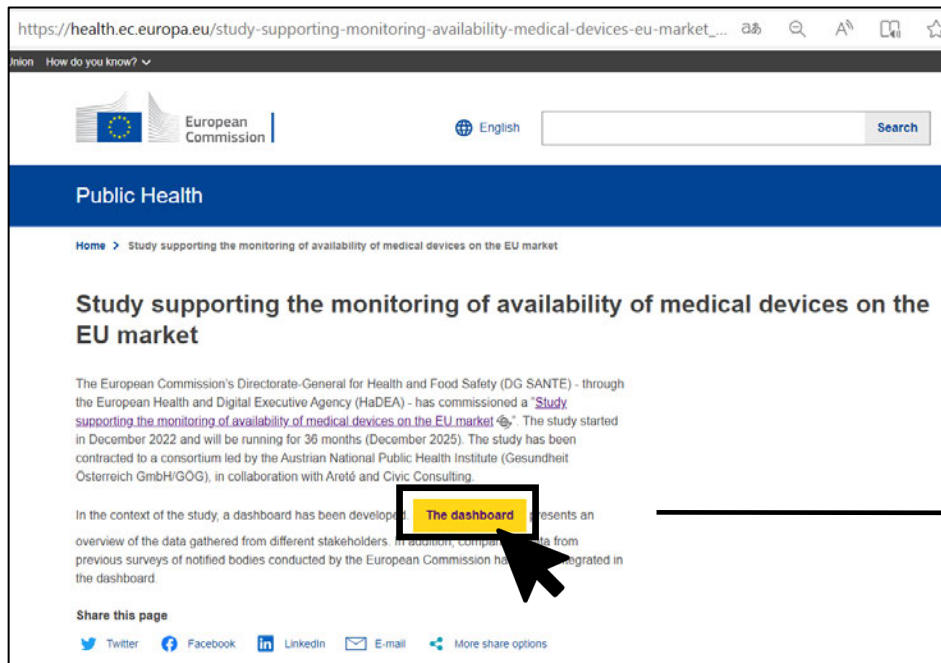 https://health.ec.europa.eu/study-supporting-monitoring-availability-medical-devices-eu-market_...
Union How do you know?
European
Commission
English
Search
Public Health
Home > Study supporting the monitoring of availability of medical devices on the EU market
Study supporting the monitoring of availability of medical devices on the
EU market
The European Commission's Directorate-General for Health and Food Safety (DG SANTE) - through
the European Health and Digital Executive Agency (HaDEA) - has commissioned a "Study
supporting the monitoring of availability of medical devices on the EU market". The study started
in December 2022 and will be running for 36 months (December 2025). The study has been
contracted to a consortium led by the Austrian National Public Health Institute (Gesundheit
Österreich GmbH/GÖG), in collaboration with Areté and Civic Consulting.
In the context of the study, a dashboard has been developed. The dashboard presents an
overview of the data gathered from different stakeholders. In addition, from
previous surveys of notified bodies conducted by the European Commission in
the dashboard.
Share this page
Twitter Facebook LinkedIn E-mail More share options